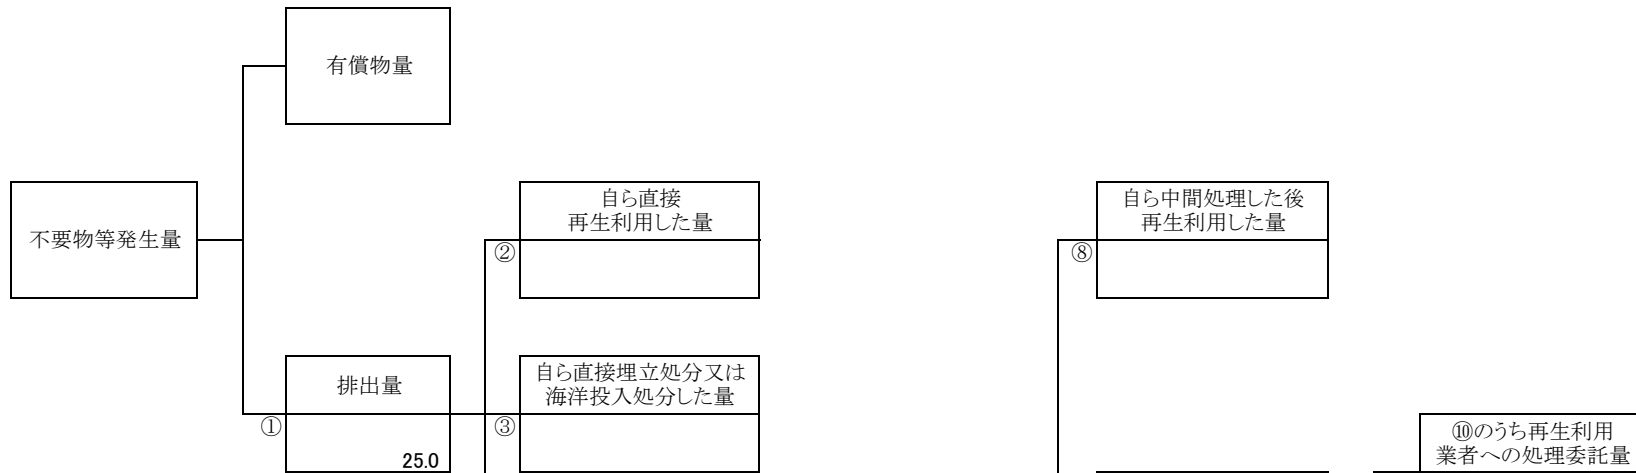 有償物量
不要物等発生量
自ら直接
再生利用した量
②
自ら中間処理した後
再生利用した量
⑧
排出量
①
25.0
自ら直接埋立処分又は
海洋投入処分した量
③
⑩のうち再生利用
業者への処理委託量